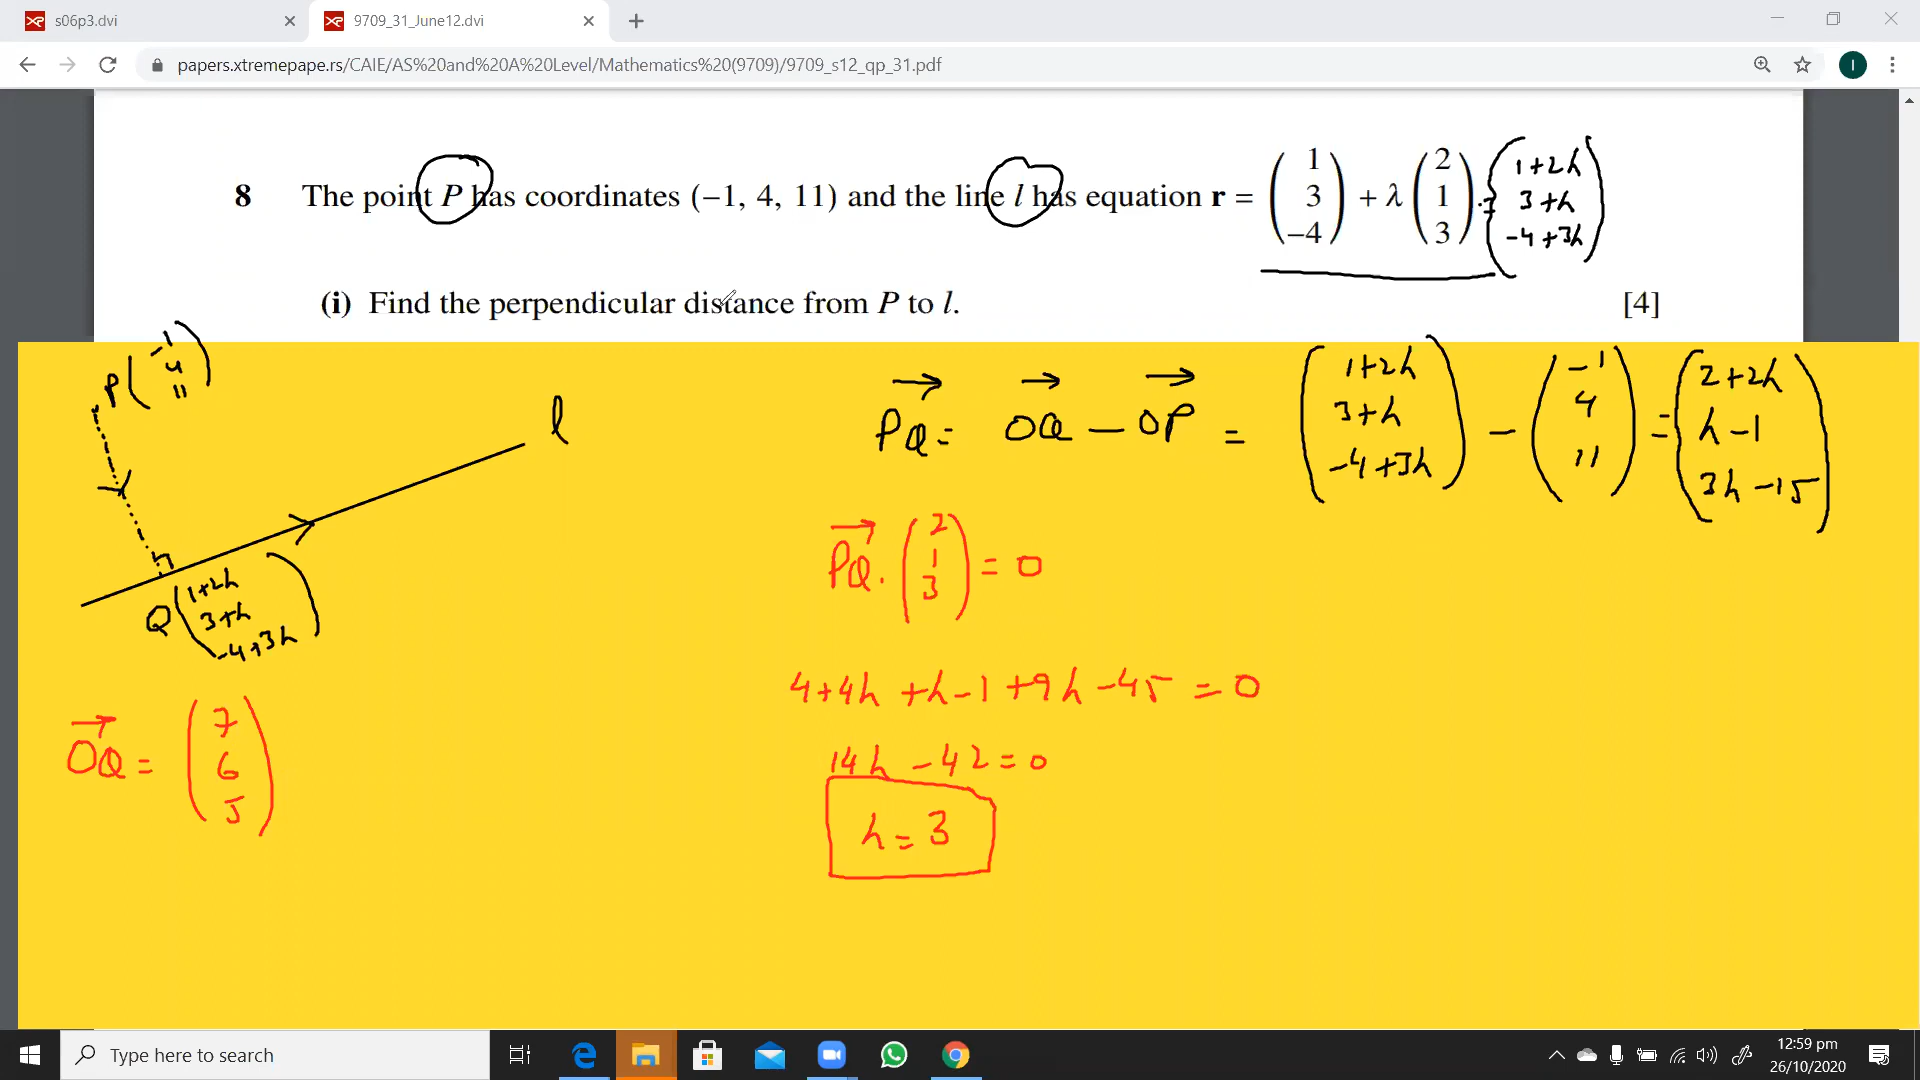 s06p3.dvi
9709_31_June12.dvi
papers.xtremepape.rs/CAIE/AS%20and%20A%20Level/Mathematics%20(9709)/9709_s12_qp_31.pdf
I
8 The point P has coordinates (−1, 4, 11) and the line l has equation r = (1 3 −4) + λ (2 1 3). = (1+2λ 3+λ -4+3λ)
(i) Find the perpendicular distance from P to l. [4]
P (-1 4 11)
l
Q (1+2λ 3+λ -4+3λ)
PQ = OQ − OP = (1+2λ 3+λ -4+3λ) − (-1 4 11) = (2+2λ λ-1 3λ-15)
PQ. (2 1 3) = 0
4+4λ +λ-1 +9λ -45 = 0
14λ -42 = 0
λ = 3
OQ = (7 6 5)
Type here to search
12:59 pm
26/10/2020